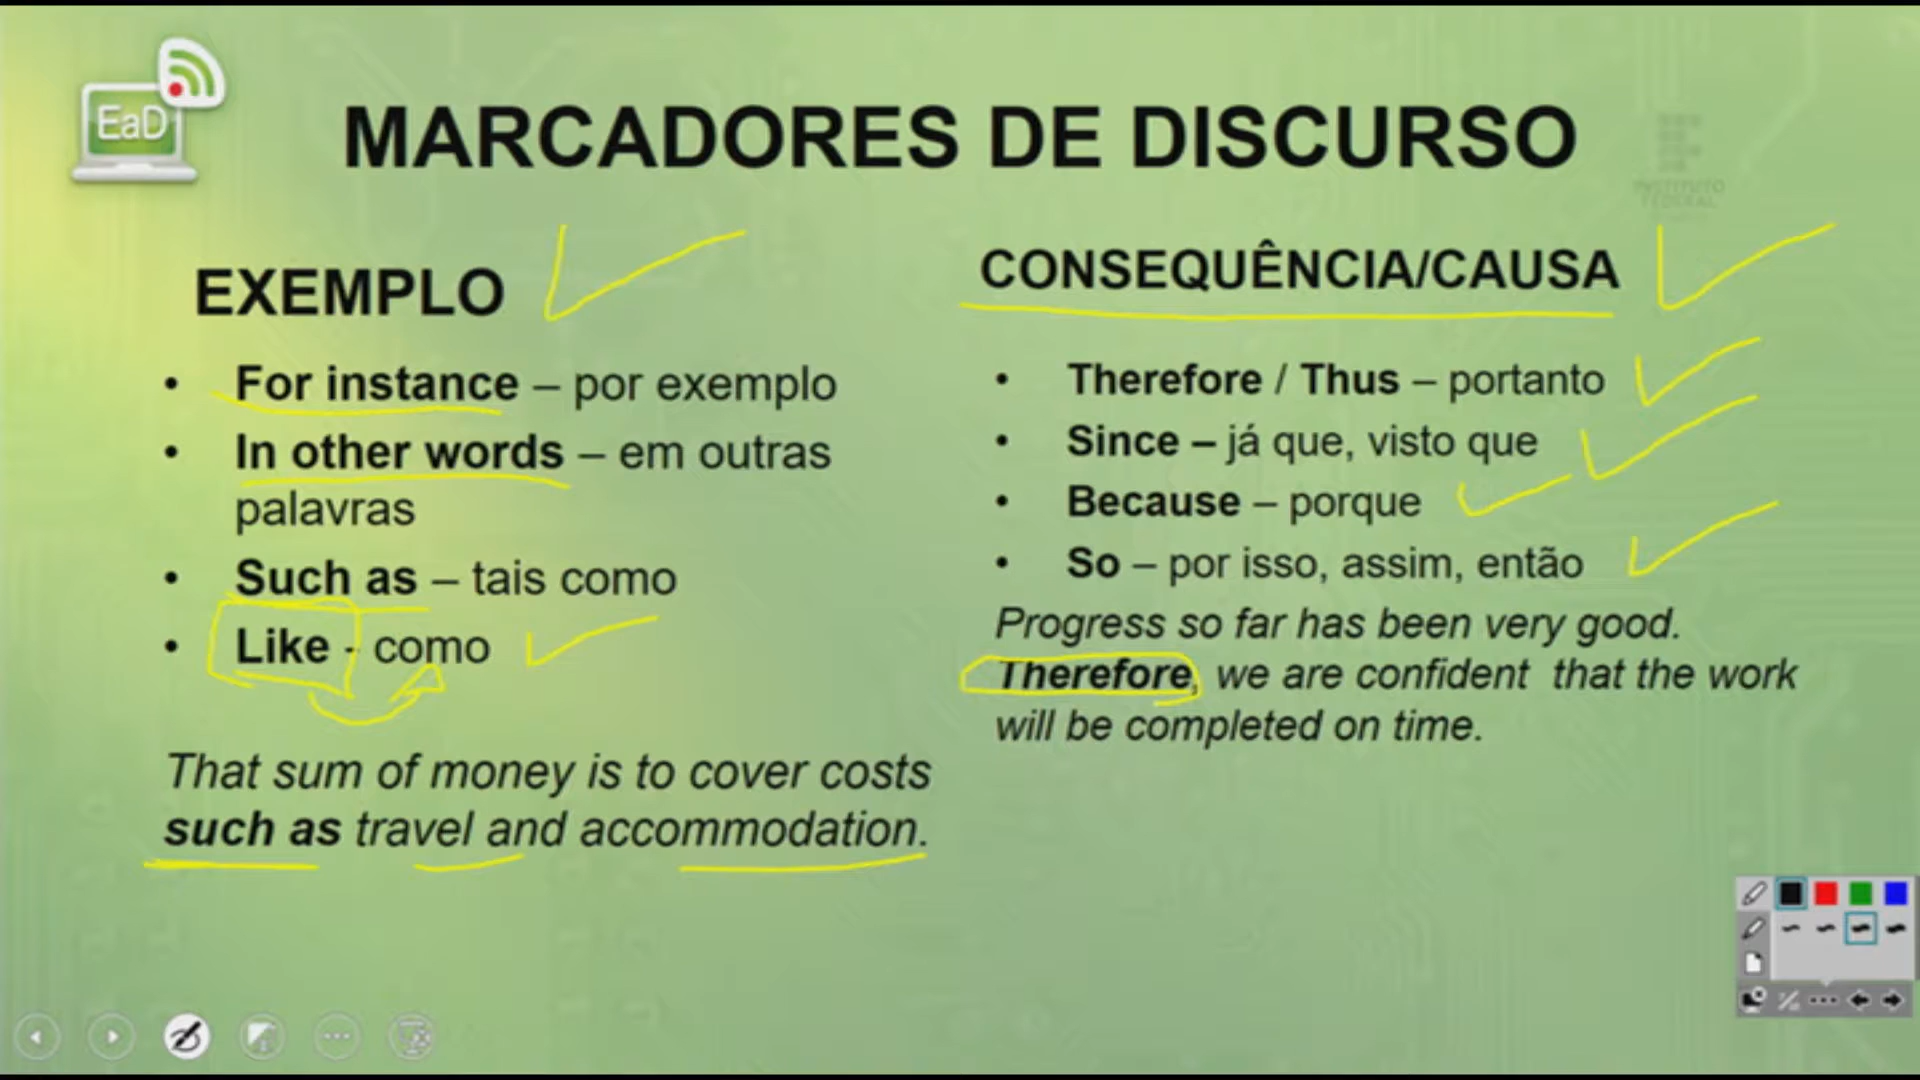 EaD
MARCADORES DE DISCURSO
INSTITUTO
FEDERAL
EXEMPLO
• For instance – por exemplo
• In other words – em outras
palavras
• Such as – tais como
• Like - como
That sum of money is to cover costs
such as travel and accommodation.
CONSEQUÊNCIA/CAUSA
• Therefore / Thus – portanto
• Since – já que, visto que
• Because – porque
• So – por isso, assim, então
Progress so far has been very good.
Therefore, we are confident that the work
will be completed on time.